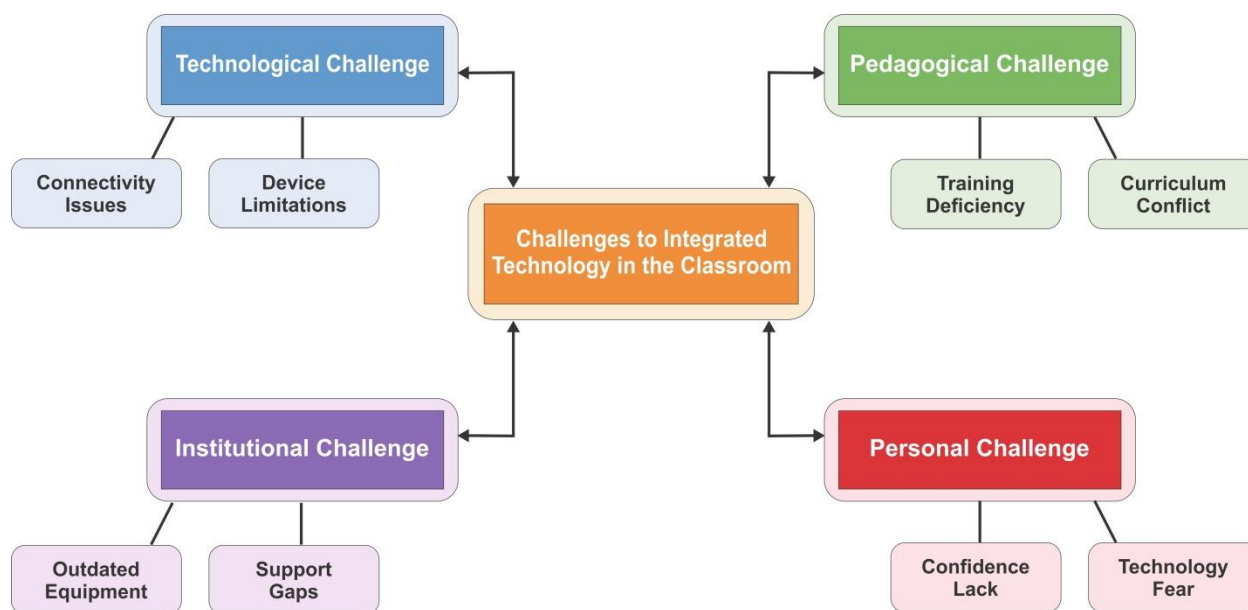 Technological Challenge
Pedagogical Challenge
Connectivity
Issues
Device
Limitations
Training
Deficiency
Curriculum
Conflict
Challenges to Integrated
Technology in the Classroom
Institutional Challenge
Personal Challenge
Outdated
Equipment
Support
Gaps
Confidence
Lack
Technology
Fear